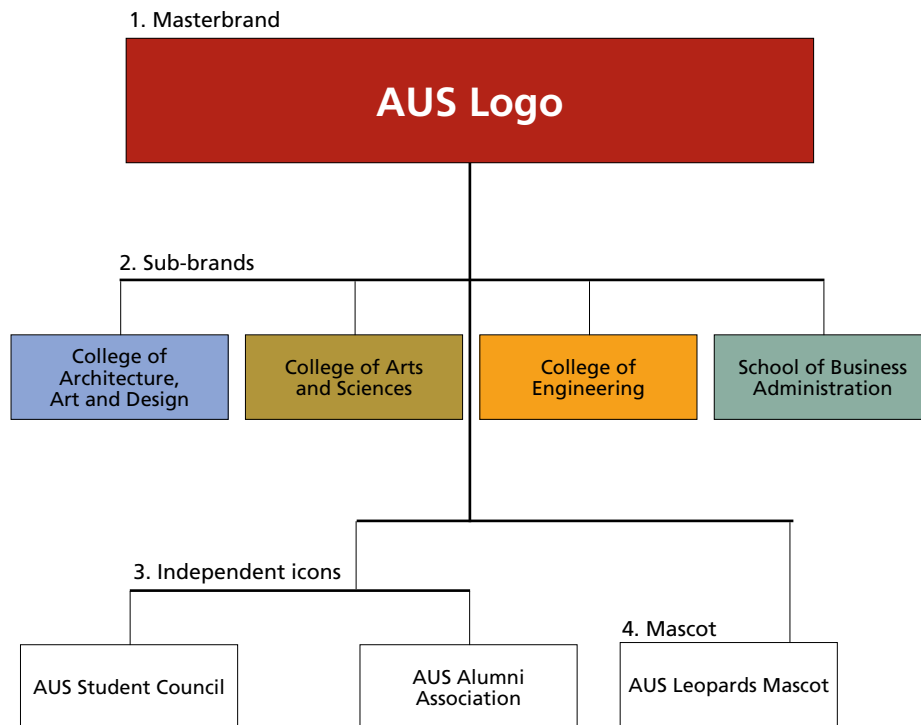 1. Masterbrand
AUS Logo
2. Sub-brands
College of
Architecture,
Art and Design
College of Arts
and Sciences
College of
Engineering
School of Business
Administration
3. Independent icons
AUS Student Council
AUS Alumni
Association
4. Mascot
AUS Leopards Mascot